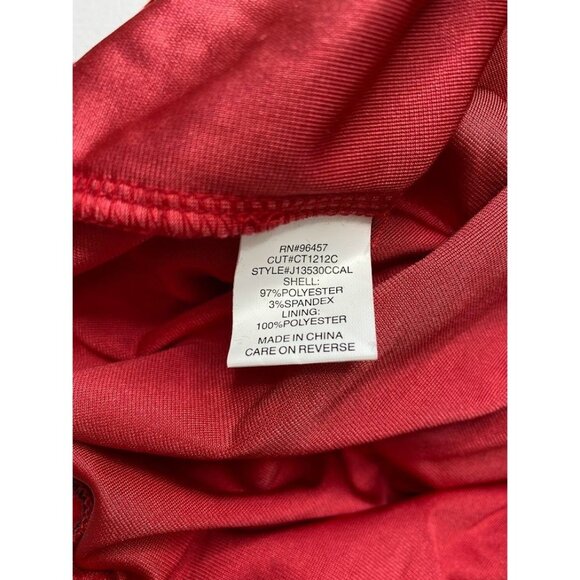 RN#96457
CUT#CT1212C
STYLE#J13530CCAL
SHELL:
97%POLYESTER
3%SPANDEX
LINING:
100%POLYESTER
MADE IN CHINA
CARE ON REVERSE